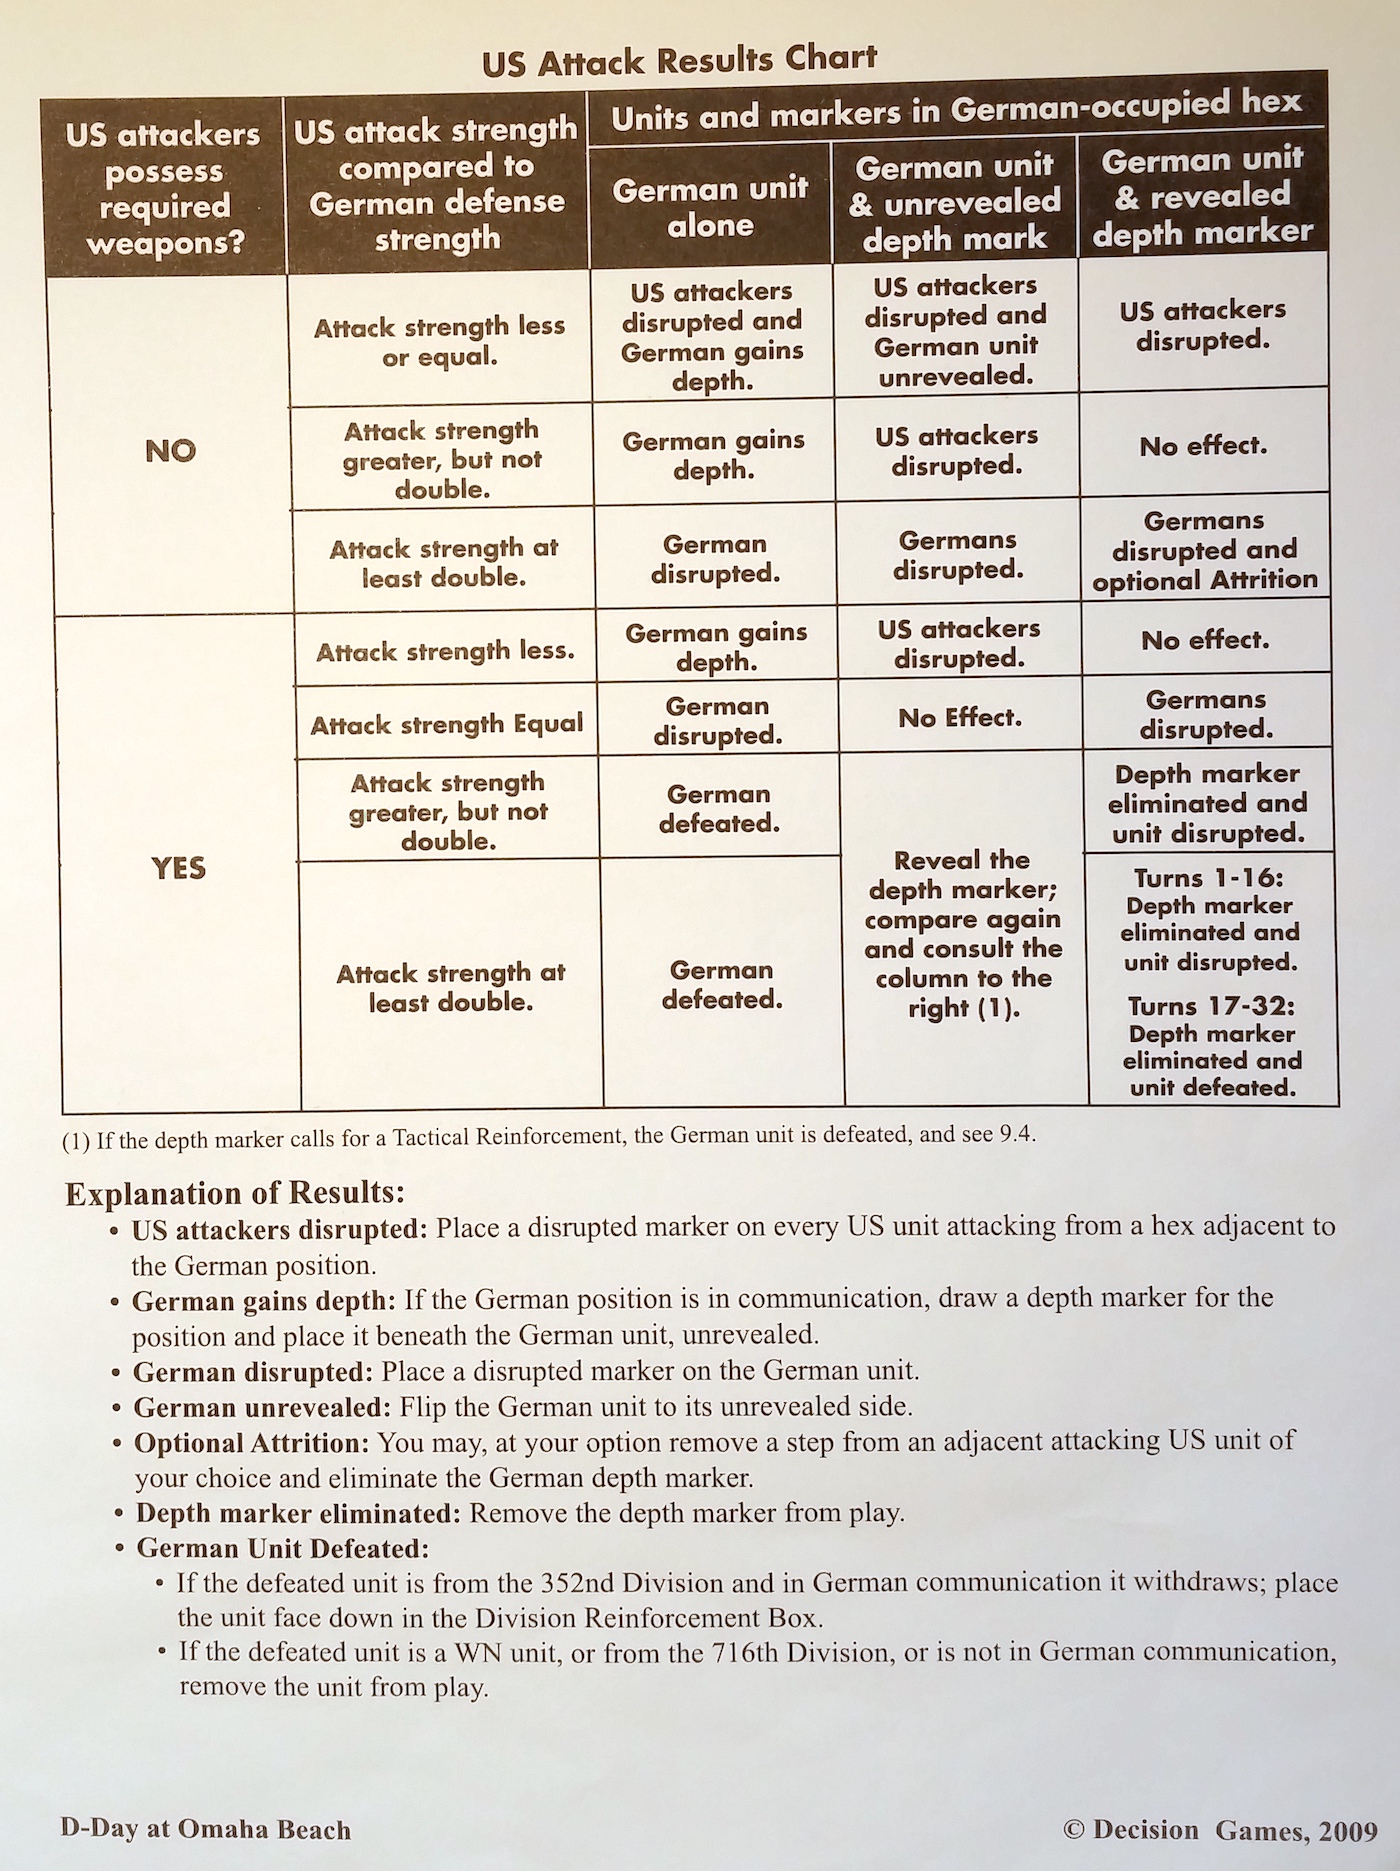 US Attack Results Chart
US attackers
possess
required
weapons?
US attack strength
compared to
German defense
strength
Units and markers in German-occupied hex
German unit
alone
German unit
& unrevealed
depth mark
German unit
& revealed
depth marker
NO
Attack strength less
or equal.
US attackers
disrupted and
German gains
depth.
US attackers
disrupted and
German unit
unrevealed.
US attackers
disrupted.
Attack strength
greater, but not
double.
German gains
depth.
US attackers
disrupted.
No effect.
Attack strength at
least double.
German
disrupted.
Germans
disrupted.
Germans
disrupted and
optional Attrition
YES
Attack strength less.
German gains
depth.
US attackers
disrupted.
No effect.
Attack strength Equal
German
disrupted.
No Effect.
Germans
disrupted.
Attack strength
greater, but not
double.
German
defeated.
Reveal the
depth marker;
compare again
and consult the
column to the
right (1).
Depth marker
eliminated and
unit disrupted.
Attack strength at
least double.
German
defeated.
Turns 1-16:
Depth marker
eliminated and
unit disrupted.
Turns 17-32:
Depth marker
eliminated and
unit defeated.
(1) If the depth marker calls for a Tactical Reinforcement, the German unit is defeated, and see 9.4.
Explanation of Results:
• US attackers disrupted: Place a disrupted marker on every US unit attacking from a hex adjacent to
the German position.
• German gains depth: If the German position is in communication, draw a depth marker for the
position and place it beneath the German unit, unrevealed.
• German disrupted: Place a disrupted marker on the German unit.
• German unrevealed: Flip the German unit to its unrevealed side.
• Optional Attrition: You may, at your option remove a step from an adjacent attacking US unit of
your choice and eliminate the German depth marker.
• Depth marker eliminated: Remove the depth marker from play.
• German Unit Defeated:
• If the defeated unit is from the 352nd Division and in German communication it withdraws; place
the unit face down in the Division Reinforcement Box.
• If the defeated unit is a WN unit, or from the 716th Division, or is not in German communication,
remove the unit from play.
D-Day at Omaha Beach
© Decision Games, 2009